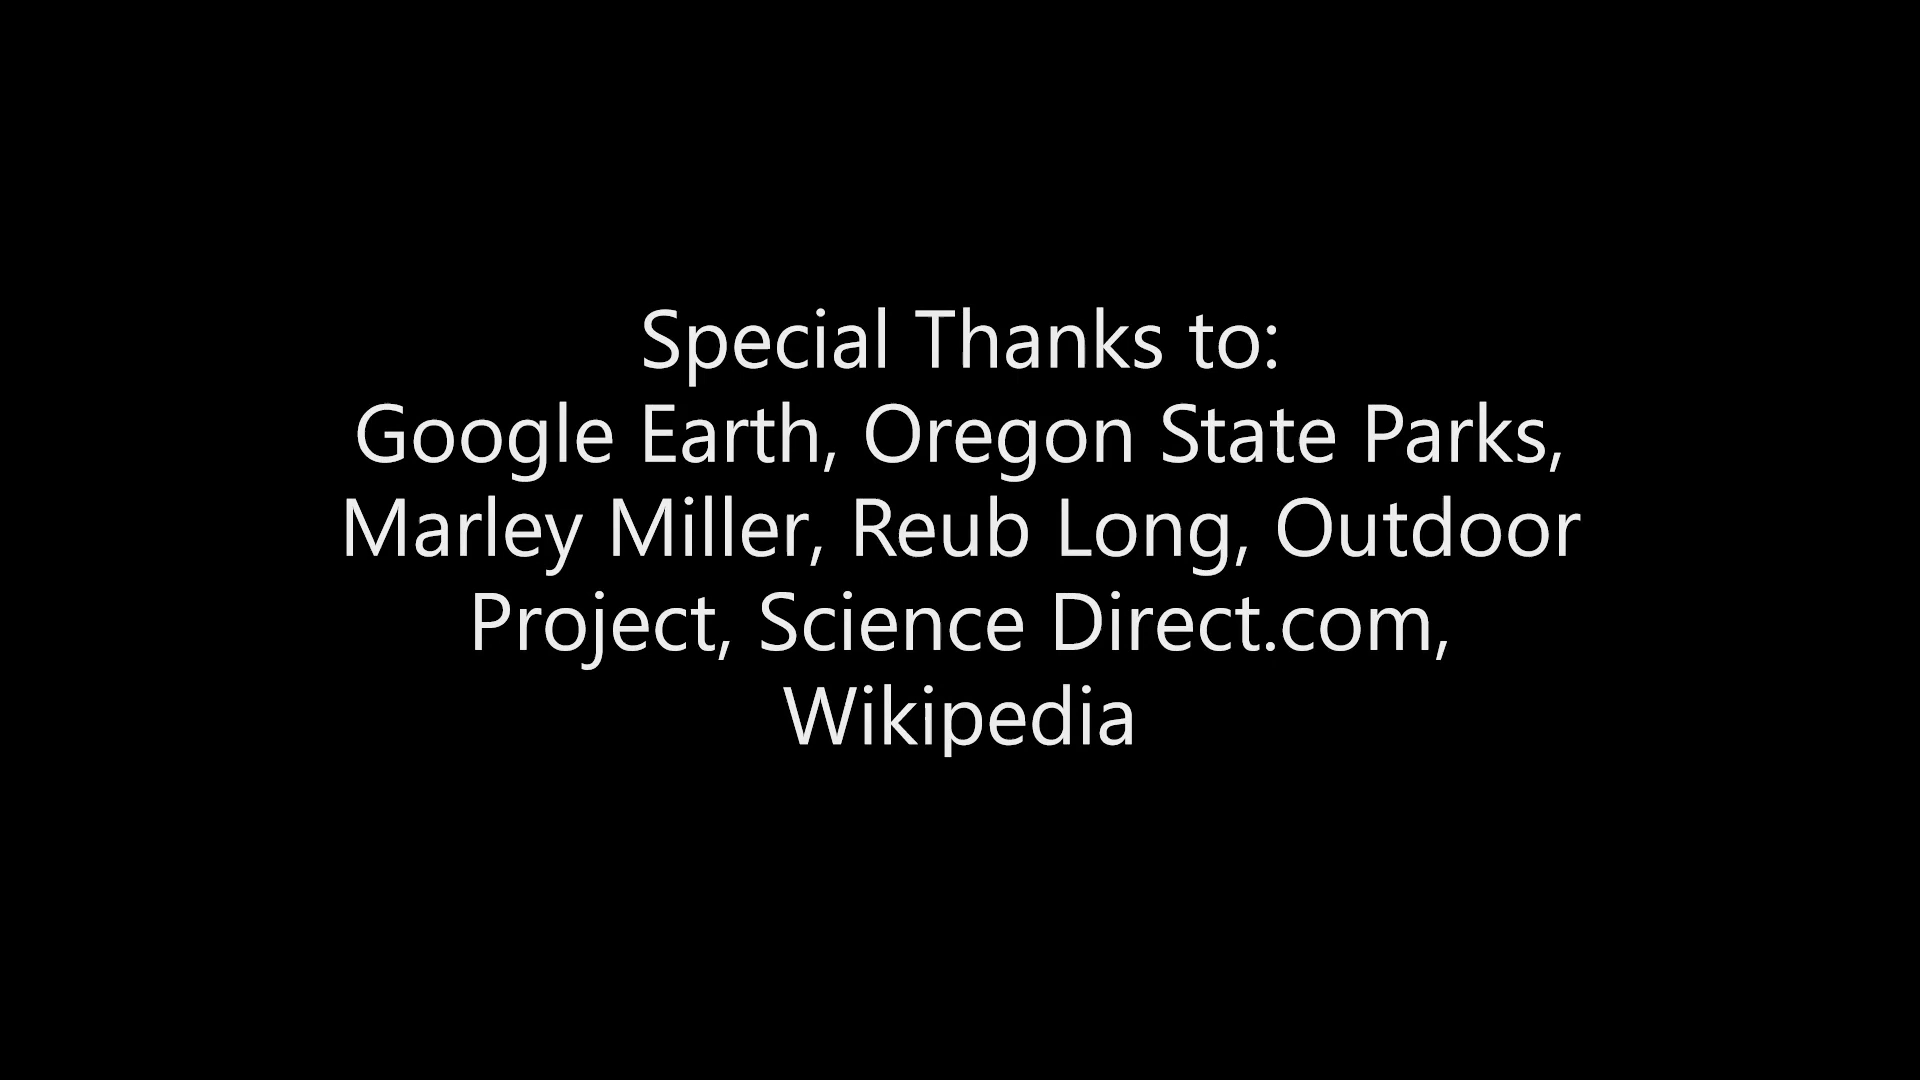 Special Thanks to:
Google Earth, Oregon State Parks,
Marley Miller, Reub Long, Outdoor
Project, Science Direct.com,
Wikipedia